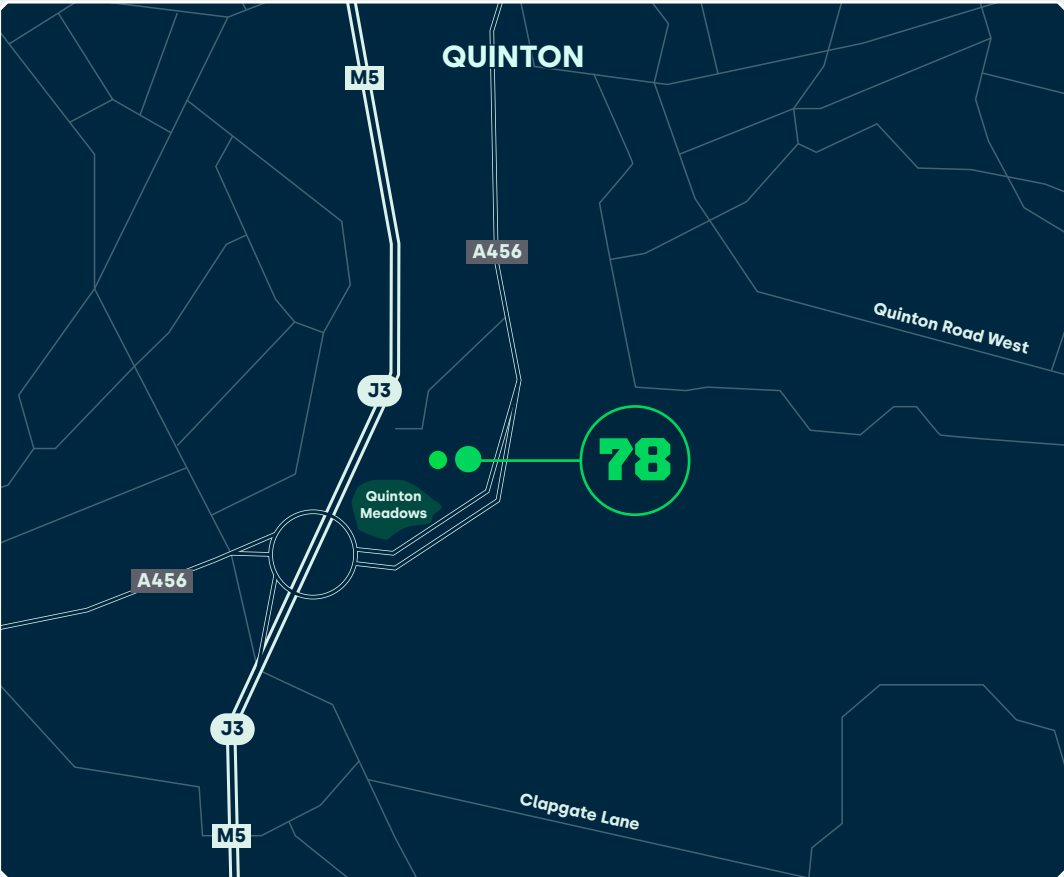 QUINTON
M5
A456
Quinton Road West
J3
78
Quinton
Meadows
A456
J3
Clapgate Lane
M5